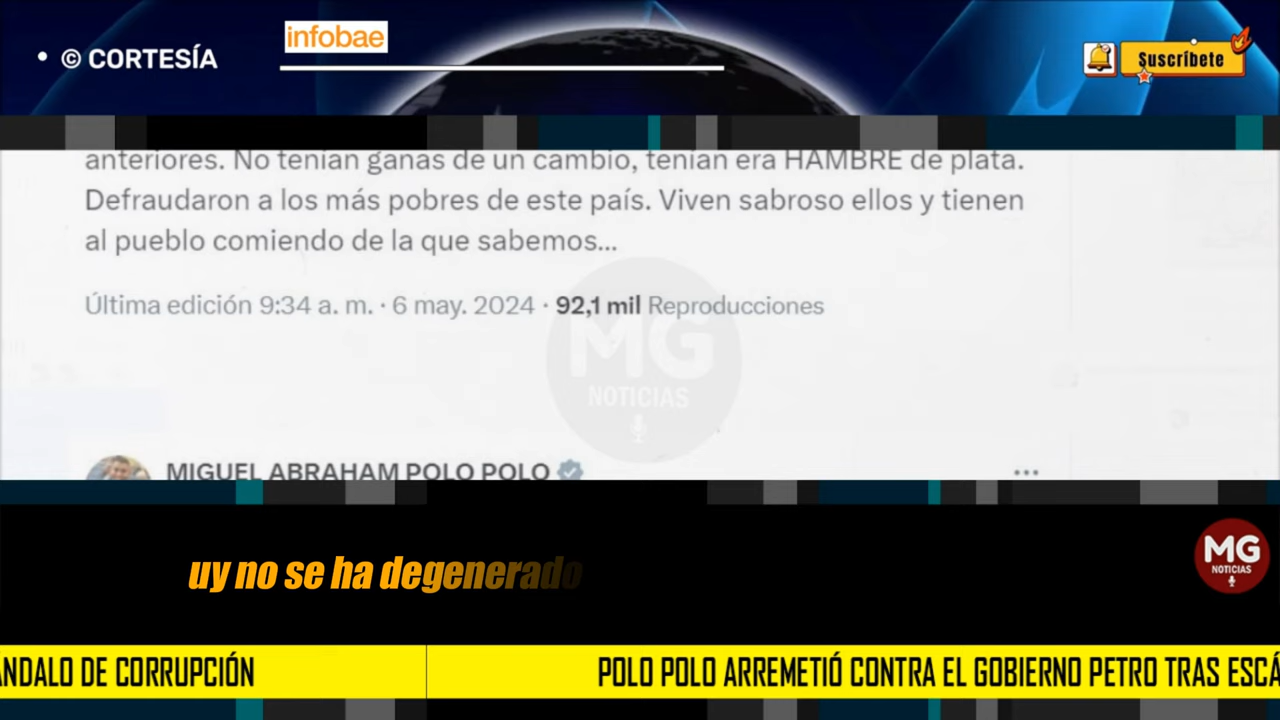 • © CORTESÍA
infobae
Suscríbete
anteriores. No tenían ganas de un cambio, tenían era HAMBRE de plata.
Defraudaron a los más pobres de este país. Viven sabroso ellos y tienen
al pueblo comiendo de la que sabemos...
Última edición 9:34 a. m. · 6 may. 2024 · 92,1 mil Reproducciones
MG
NOTICIAS
MIGUEL ABRAHAM POLO POLO
uy no se ha degenerado
MG
NOTICIAS
ÁNDALO DE CORRUPCIÓN
POLO POLO ARREMETIÓ CONTRA EL GOBIERNO PETRO TRAS ESCÁ